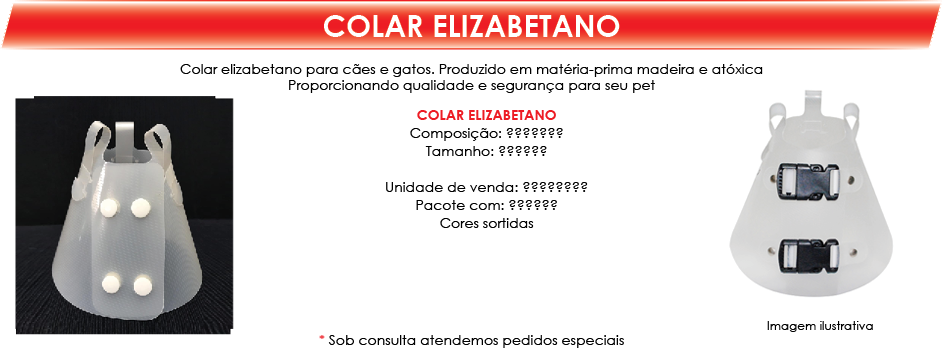 COLAR ELIZABETANO
Colar elizabetano para cães e gatos. Produzido em matéria-prima madeira e atóxica
Proporcionando qualidade e segurança para seu pet
COLAR ELIZABETANO
Composição: ???????
Tamanho: ??????
Unidade de venda: ????????
Pacote com: ??????
Cores sortidas
Imagem ilustrativa
* Sob consulta atendemos pedidos especiais